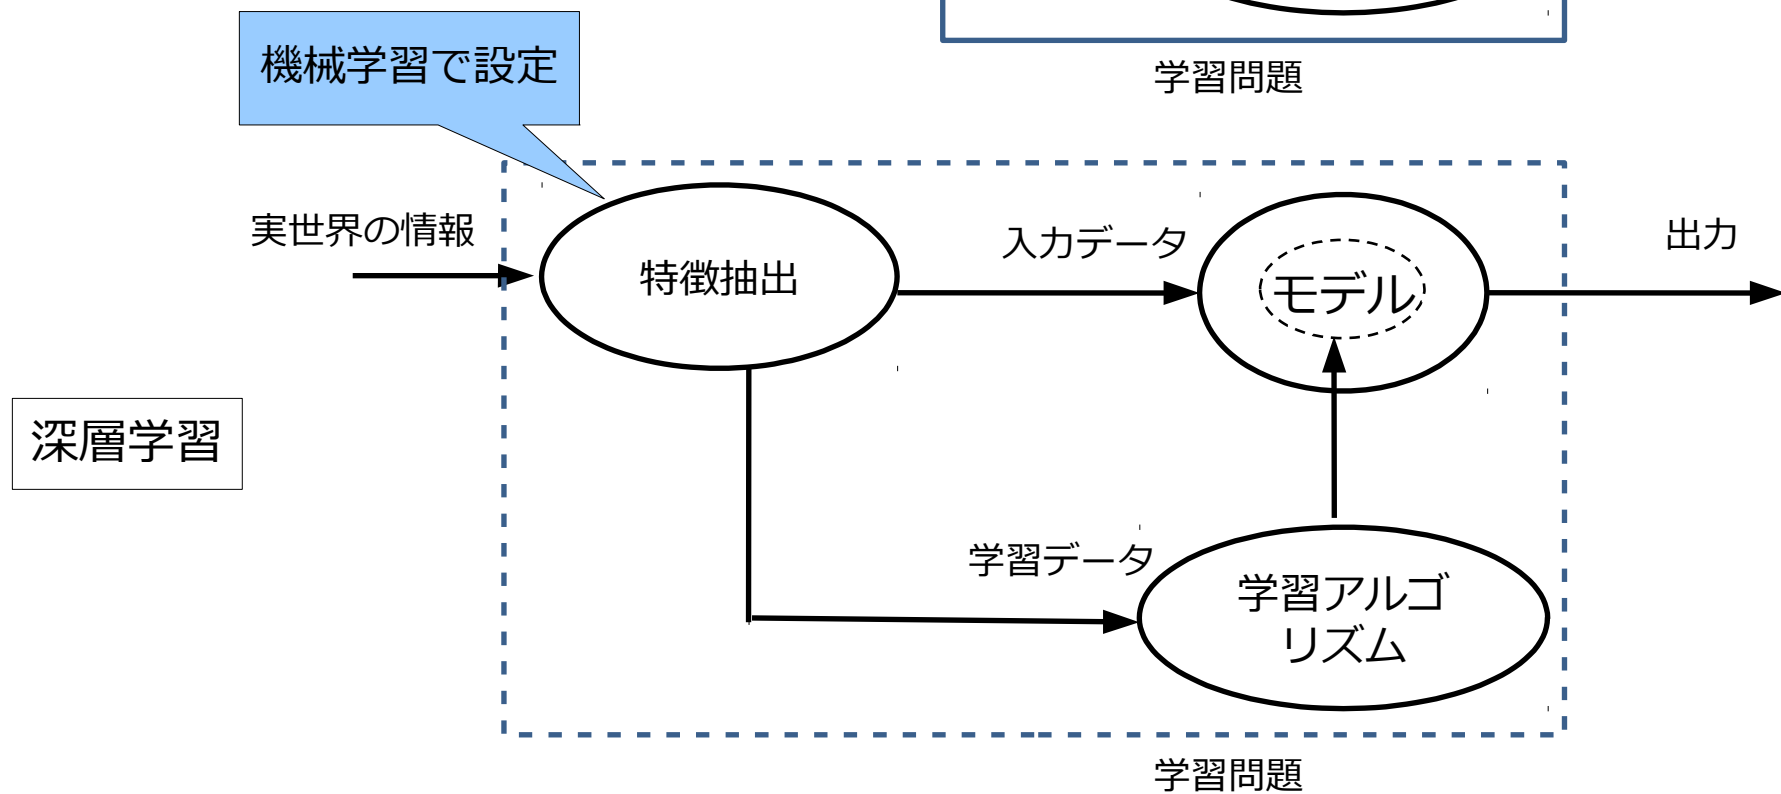 機械学習で設定
学習問題
実世界の情報
特徴抽出
入力データ
モデル
出力
深層学習
学習データ
学習アルゴ
リズム
学習問題